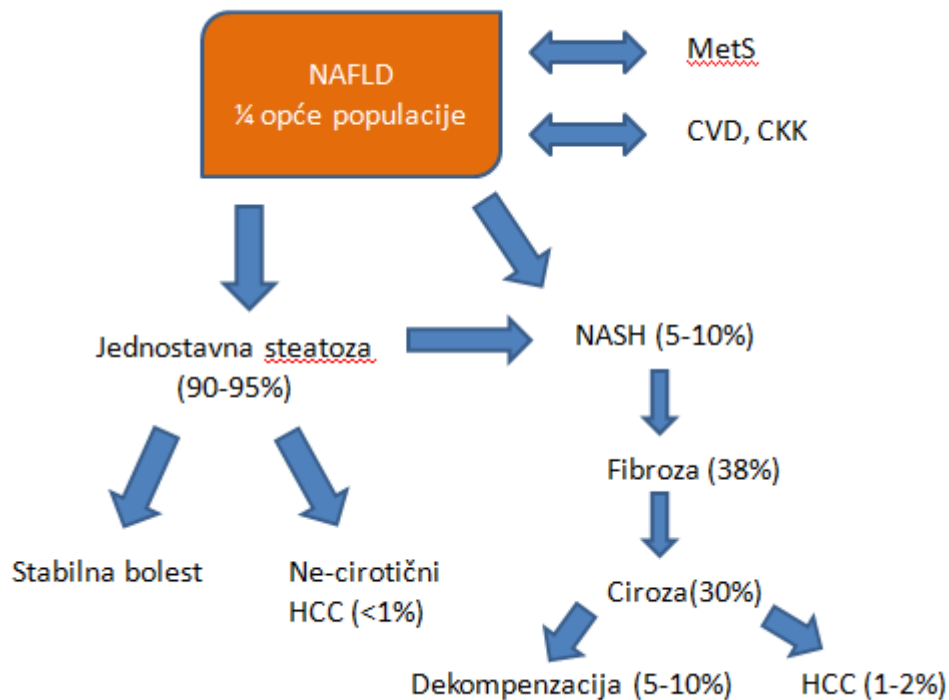 NAFLD
¼ opće populacije
MetS
CVD, CKK
Jednostavna steatoza
(90-95%)
NASH (5-10%)
Fibroza (38%)
Stabilna bolest
Ne-cirotični
HCC (<1%)
Ciroza(30%)
Dekompenzacija (5-10%)
HCC (1-2%)